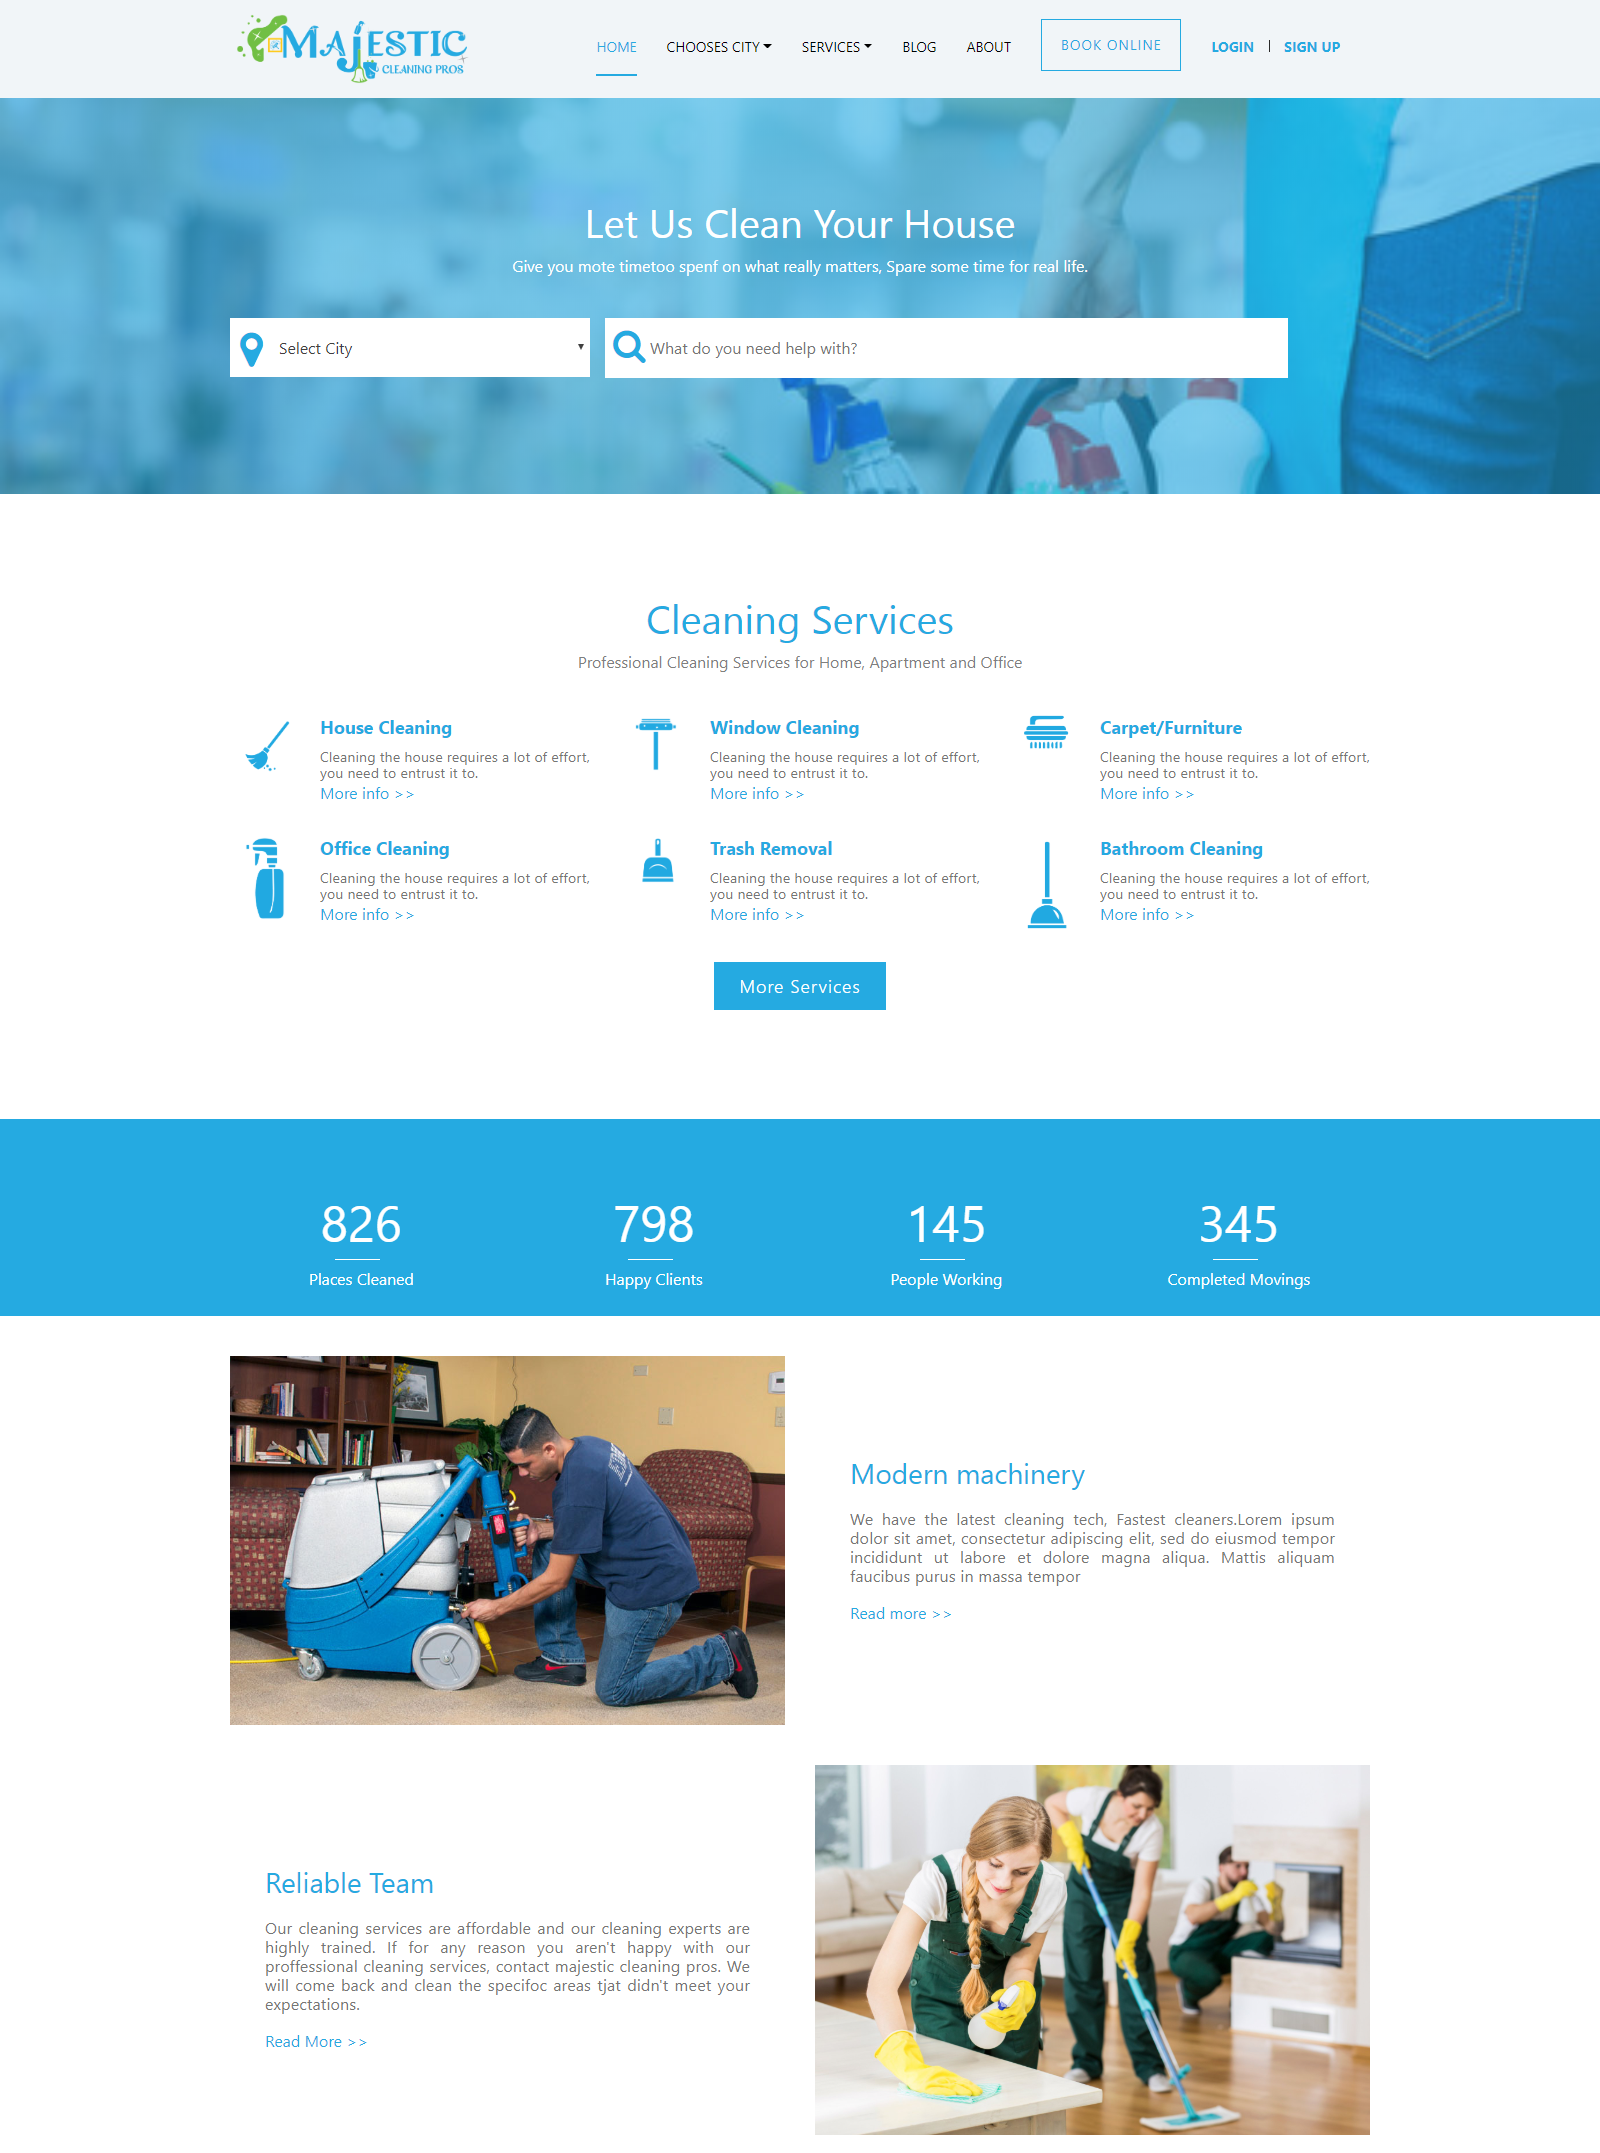 MAJESTIC
CLEANING PROS
HOME CHOOSES CITY SERVICES BLOG ABOUT BOOK ONLINE LOGIN | SIGN UP
Let Us Clean Your House
Give you mote timetoo spenf on what really matters, Spare some time for real life.
Select City
What do you need help with?
Cleaning Services
Professional Cleaning Services for Home, Apartment and Office
House Cleaning
Cleaning the house requires a lot of effort,
you need to entrust it to.
More info >>
Window Cleaning
Cleaning the house requires a lot of effort,
you need to entrust it to.
More info >>
Carpet/Furniture
Cleaning the house requires a lot of effort,
you need to entrust it to.
More info >>
Office Cleaning
Cleaning the house requires a lot of effort,
you need to entrust it to.
More info >>
Trash Removal
Cleaning the house requires a lot of effort,
you need to entrust it to.
More info >>
Bathroom Cleaning
Cleaning the house requires a lot of effort,
you need to entrust it to.
More info >>
More Services
826
Places Cleaned
798
Happy Clients
145
People Working
345
Completed Movings
Modern machinery
We have the latest cleaning tech, Fastest cleaners.Lorem ipsum
dolor sit amet, consectetur adipiscing elit, sed do eiusmod tempor
incididunt ut labore et dolore magna aliqua. Mattis aliquam
faucibus purus in massa tempor
Read more >>
Reliable Team
Our cleaning services are affordable and our cleaning experts are
highly trained. If for any reason you aren't happy with our
proffessional cleaning services, contact majestic cleaning pros. We
will come back and clean the specifoc areas tjat didn't meet your
expectations.
Read More >>